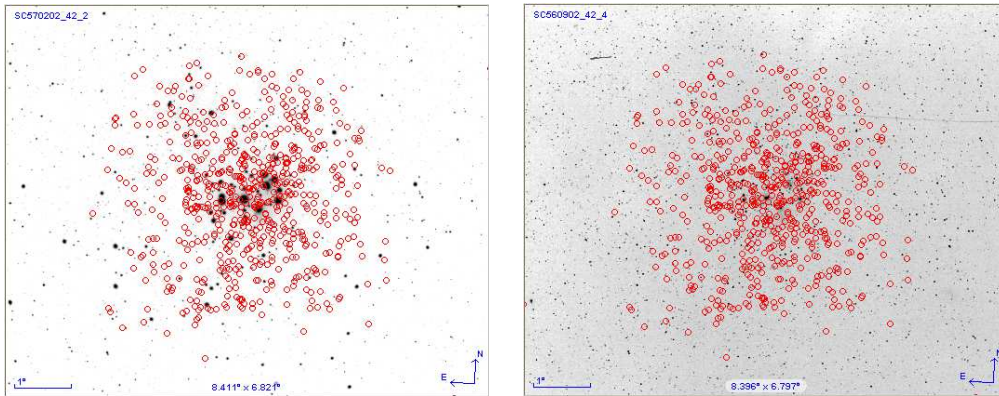 SC570202_42_2
N
E
1°
8.411° x 6.821°
SC560902_42_4
N
E
1°
8.396° x 6.797°